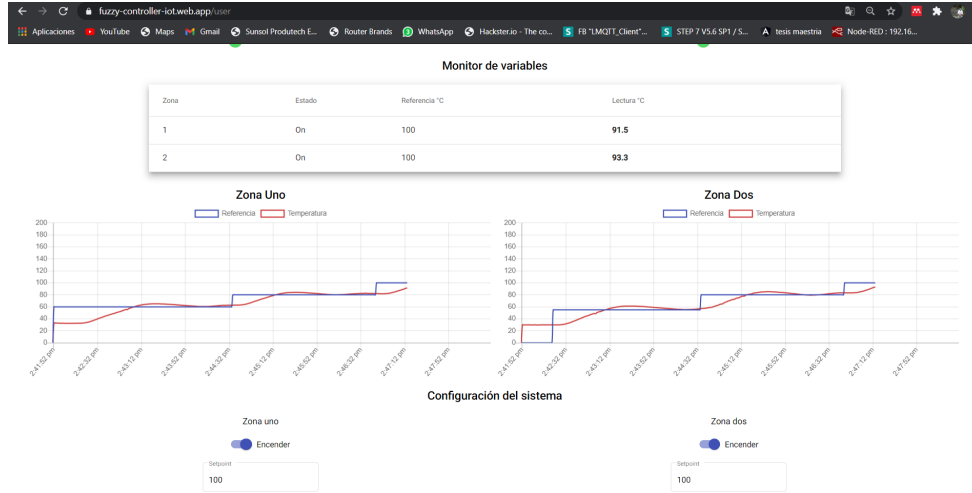 fuzzy-controller-iot.web.app/user
Aplicaciones YouTube Maps Gmail Sunsol Produtech E... Router Brands WhatsApp Hackster.io - The co... FB "LMQTT_Client"... STEP 7 V5.6 SP1 / S... tesis maestria Node-RED : 192.16...
Monitor de variables
Zona Estado Referencia °C Lectura °C
1 On 100 91.5
2 On 100 93.3
Zona Uno
Referencia Temperatura
200
180
160
140
120
100
80
60
40
20
0
2:41:52 pm 2:42:32 pm 2:43:12 pm 2:43:52 pm 2:44:32 pm 2:45:12 pm 2:45:52 pm 2:46:32 pm 2:47:12 pm 2:47:52 pm
Zona Dos
Referencia Temperatura
200
180
160
140
120
100
80
60
40
20
0
2:41:52 pm 2:42:32 pm 2:43:12 pm 2:43:52 pm 2:44:32 pm 2:45:12 pm 2:45:52 pm 2:46:32 pm 2:47:12 pm 2:47:52 pm
Configuración del sistema
Zona uno
Encender
Setpoint
100
Zona dos
Encender
Setpoint
100